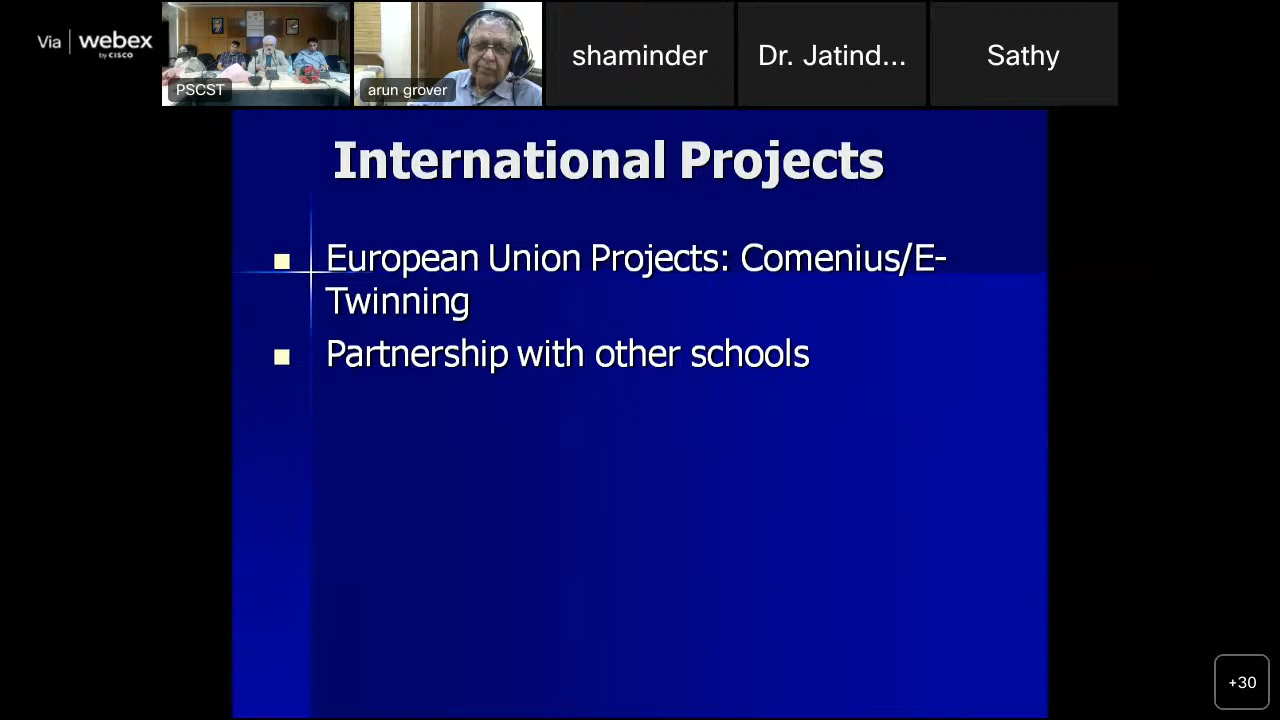 Via | webex
by CISCO
PSCST
arun grover
shaminder
Dr. Jatind...
Sathy
International Projects
European Union Projects: Comenius/E-
Twinning
Partnership with other schools
+30